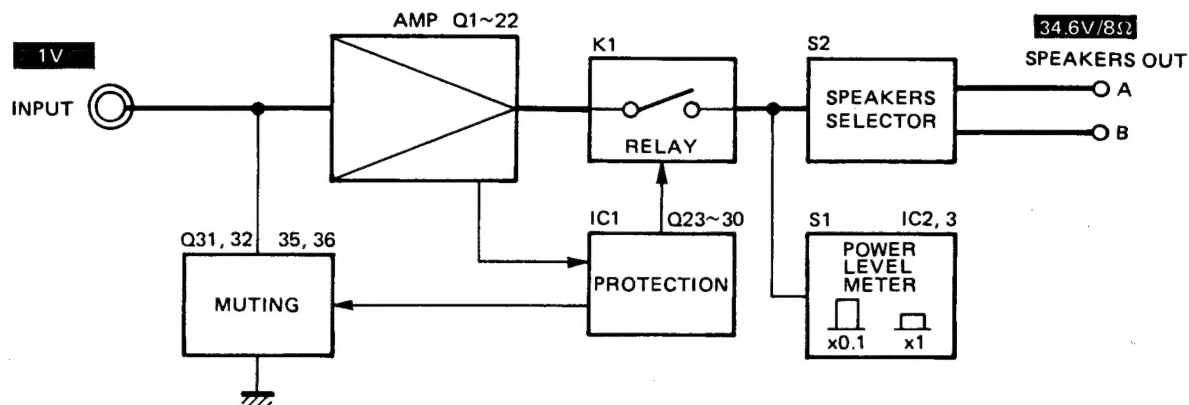 AMP Q1~22
34.6V/8Ω
1V
K1
S2
SPEAKERS OUT
INPUT
A
SPEAKERS
SELECTOR
B
RELAY
IC1 Q23~30
S1 IC2, 3
Q31, 32 35, 36
POWER
LEVEL
METER
PROTECTION
MUTING
x0.1 x1